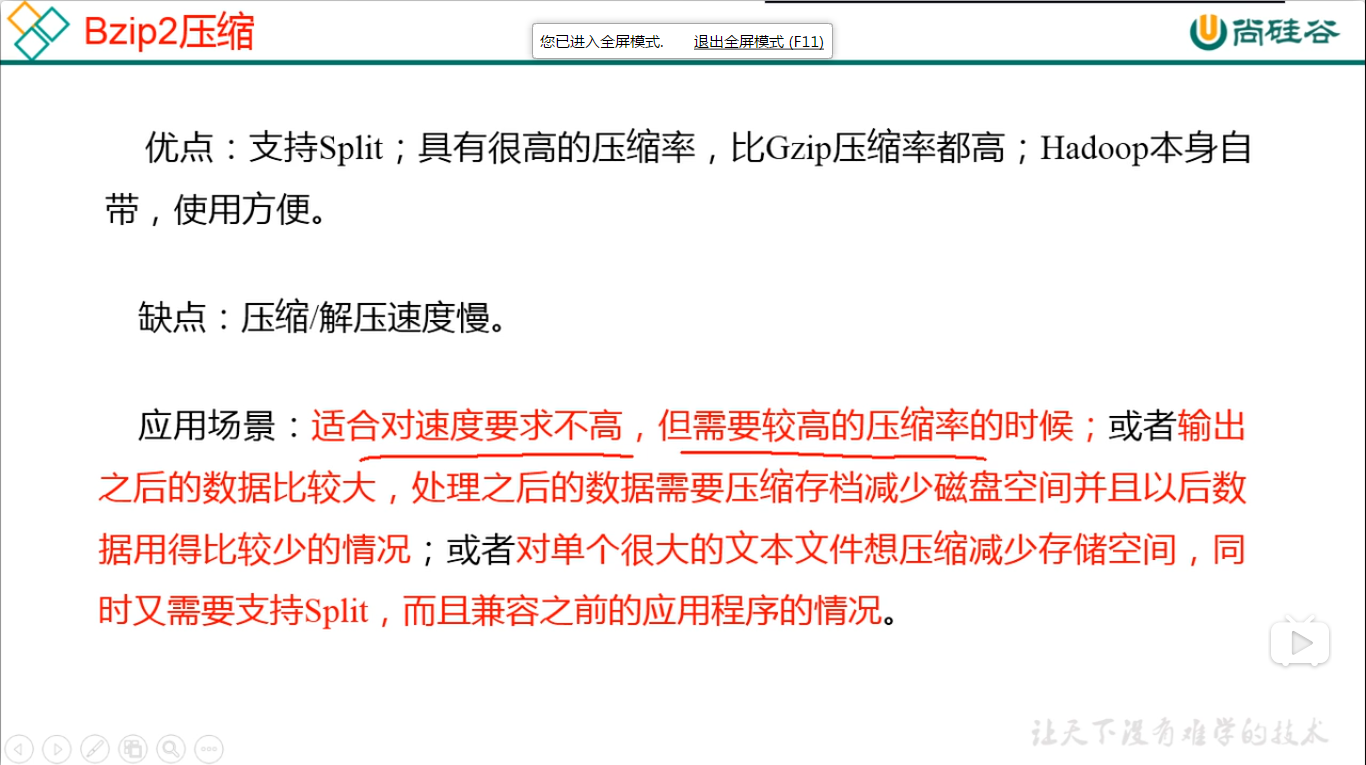 Bzip2压缩
您已进入全屏模式. 退出全屏模式 (F11)
尚硅谷
优点：支持Split；具有很高的压缩率，比Gzip压缩率都高；Hadoop本身自
带，使用方便。
缺点：压缩/解压速度慢。
应用场景：适合对速度要求不高，但需要较高的压缩率的时候；或者输出
之后的数据比较大，处理之后的数据需要压缩存档减少磁盘空间并且以后数
据用得比较少的情况；或者对单个很大的文本文件想压缩减少存储空间，同
时又需要支持Split，而且兼容之前的应用程序的情况。
让天下没有难学的技术